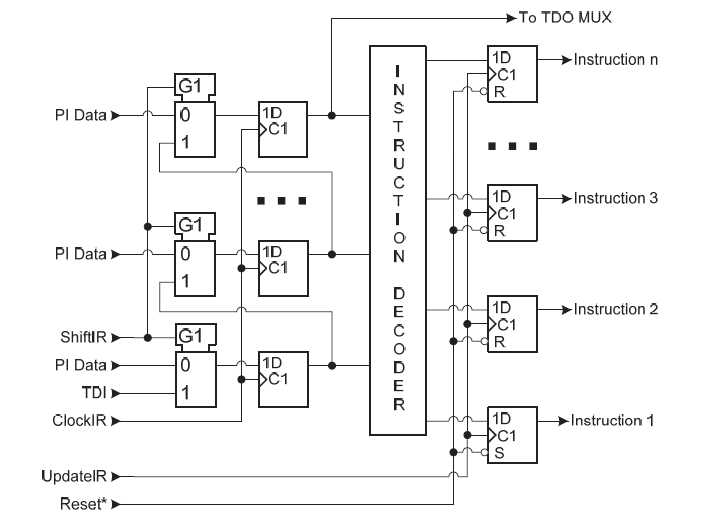 To TDO MUX
1D
C1
R
Instruction n
G1
PI Data
0
1
1D
C1
INSTRUCTION DECODER
1D
C1
R
Instruction 3
G1
PI Data
0
1
1D
C1
1D
C1
R
Instruction 2
ShiftIR
G1
PI Data
0
TDI
1
1D
C1
ClockIR
1D
C1
S
Instruction 1
UpdateIR
Reset*